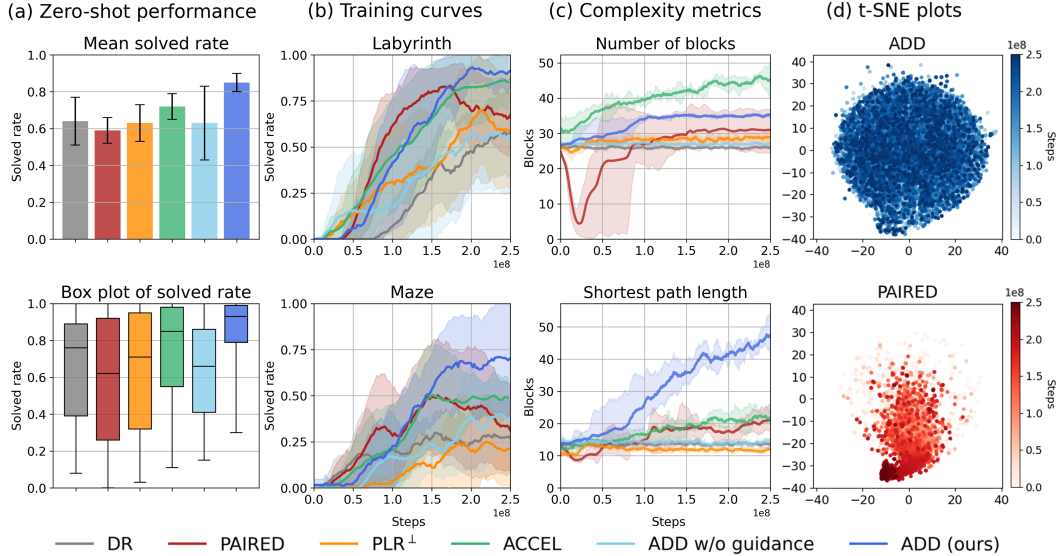 (a) Zero-shot performance
(b) Training curves
(c) Complexity metrics
(d) t-SNE plots
Mean solved rate
Solved rate
1.0
0.8
0.6
0.4
0.2
0.0
Labyrinth
Solved rate
1.00
0.75
0.50
0.25
0.00
0.0 0.5 1.0 1.5 2.0 2.5
1e8
Number of blocks
Blocks
50
40
30
20
10
0
0.0 0.5 1.0 1.5 2.0 2.5
1e8
ADD
40
30
20
10
0
−10
−20
−30
−40
−40 −20 0 20 40
1e8
2.5
2.0
1.5
1.0
0.5
0.0
Steps
Box plot of solved rate
Solved rate
1.0
0.8
0.6
0.4
0.2
0.0
Maze
Solved rate
1.00
0.75
0.50
0.25
0.00
0.0 0.5 1.0 1.5 2.0 2.5
1e8
Shortest path length
Blocks
50
40
30
20
10
0
0.0 0.5 1.0 1.5 2.0 2.5
1e8
Steps
PAIRED
40
30
20
10
0
−10
−20
−30
−40
−40 −20 0 20 40
1e8
2.5
2.0
1.5
1.0
0.5
0.0
Steps
DR PAIRED PLR⊥ ACCEL ADD w/o guidance ADD (ours)